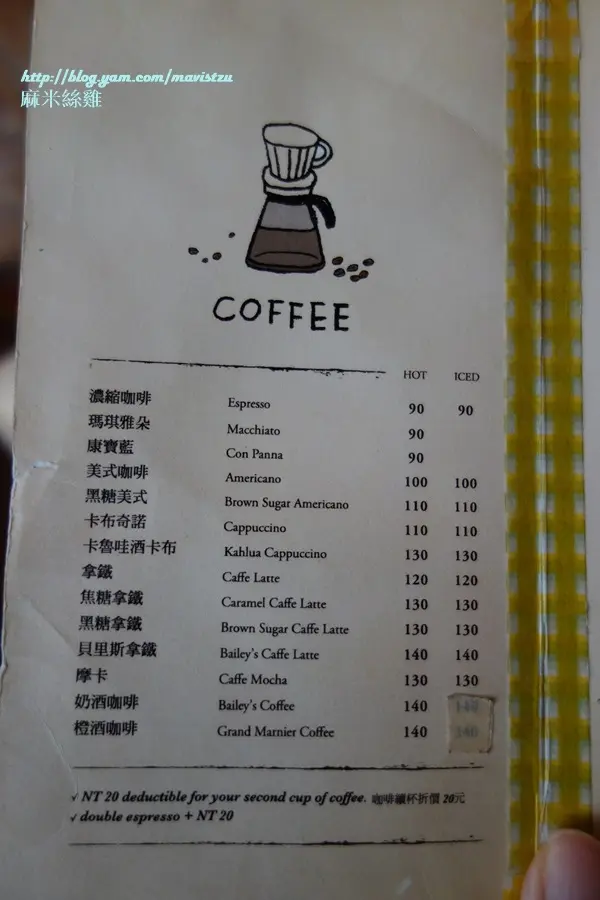 http://blog.yam.com/mavistzu
麻米絲雞
COFFEE
HOT ICED
濃縮咖啡 Espresso 90 90
瑪琪雅朵 Macchiato 90
康寶藍 Con Panna 90
美式咖啡 Americano 100 100
黑糖美式 Brown Sugar Americano 110 110
卡布奇諾 Cappuccino 110 110
卡魯哇酒卡布 Kahlua Cappuccino 130 130
拿鐵 Caffe Latte 120 120
焦糖拿鐵 Caramel Caffe Latte 130 130
黑糖拿鐵 Brown Sugar Caffe Latte 130 130
貝里斯拿鐵 Bailey's Caffe Latte 140 140
摩卡 Caffe Mocha 130 130
奶酒咖啡 Bailey's Coffee 140 140
橙酒咖啡 Grand Marnier Coffee 140 140
√ NT 20 deductible for your second cup of coffee. 咖啡續杯折價 20元
√ double espresso + NT 20